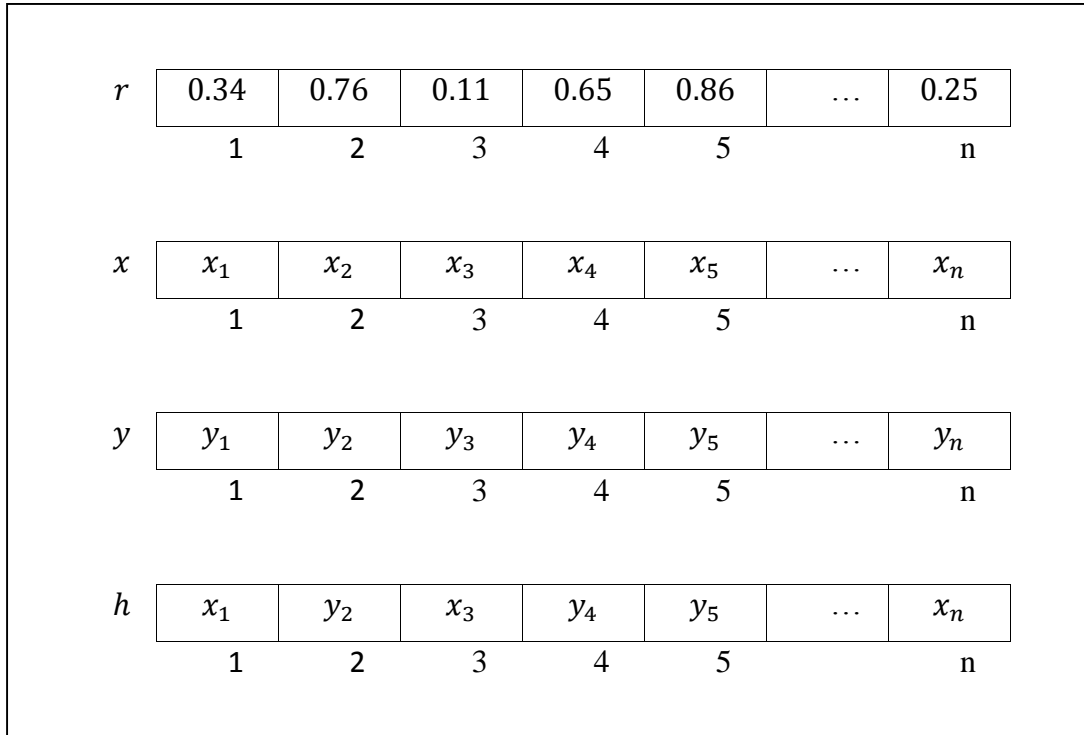 r 0.34 0.76 0.11 0.65 0.86 … 0.25
1 2 3 4 5 n
x x₁ x₂ x₃ x₄ x₅ … xₙ
1 2 3 4 5 n
y y₁ y₂ y₃ y₄ y₅ … yₙ
1 2 3 4 5 n
h x₁ y₂ x₃ y₄ y₅ … xₙ
1 2 3 4 5 n